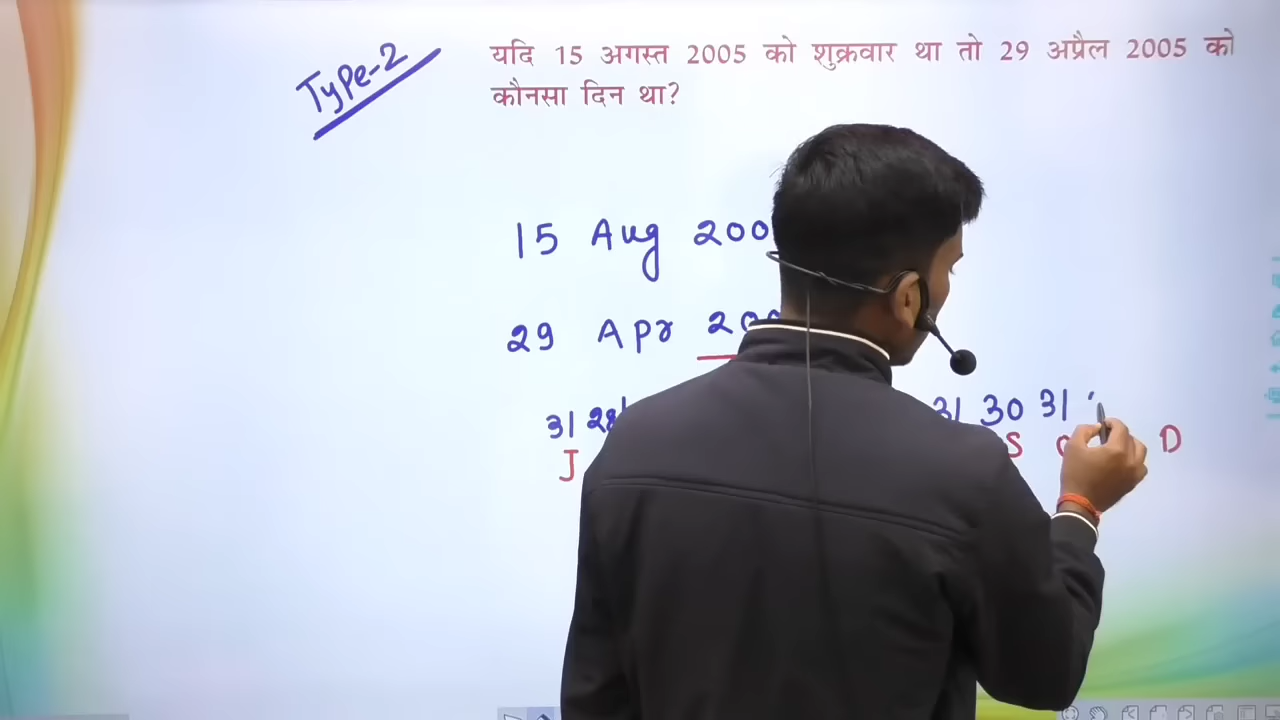 Type-2
यदि 15 अगस्त 2005 को शुक्रवार था तो 29 अप्रैल 2005 को
कौनसा दिन था?
15 Aug 200
29 Apr 200
31 28 31 30 31
J S D